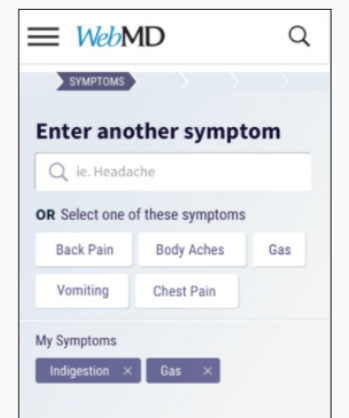 WebMD
SYMPTOMS
Enter another symptom
ie. Headache
OR Select one of these symptoms
Back Pain Body Aches Gas
Vomiting Chest Pain
My Symptoms
Indigestion × Gas ×